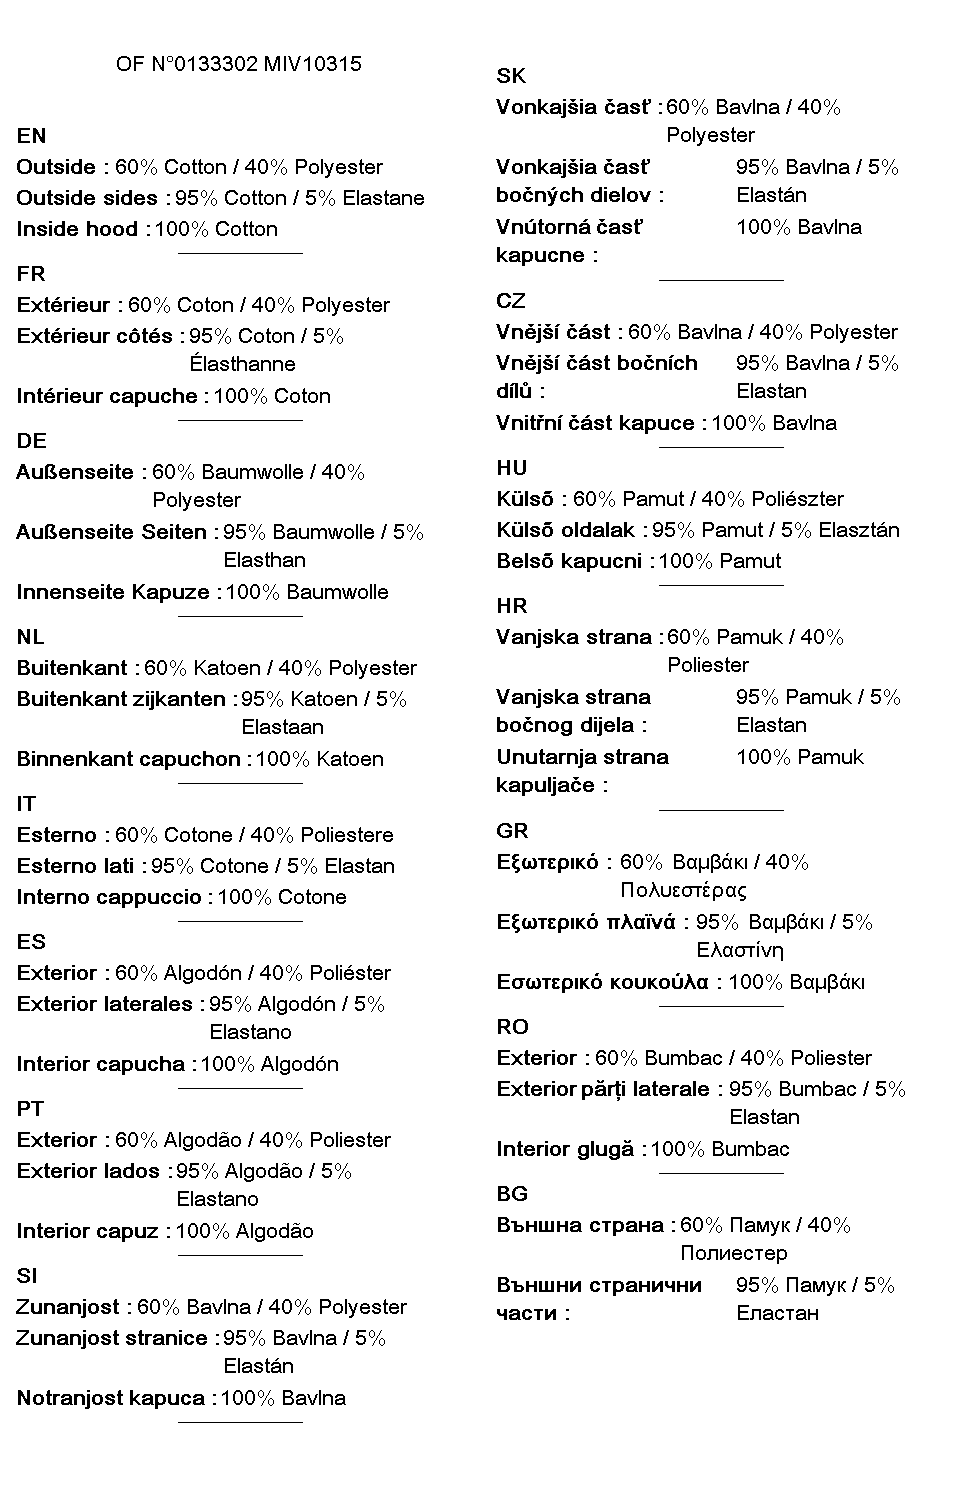 OF N°0133302 MIV10315
EN
Outside : 60% Cotton / 40% Polyester
Outside sides : 95% Cotton / 5% Elastane
Inside hood : 100% Cotton
FR
Extérieur : 60% Coton / 40% Polyester
Extérieur côtés : 95% Coton / 5%
Élasthanne
Intérieur capuche : 100% Coton
DE
Außenseite : 60% Baumwolle / 40%
Polyester
Außenseite Seiten : 95% Baumwolle / 5%
Elasthan
Innenseite Kapuze : 100% Baumwolle
NL
Buitenkant : 60% Katoen / 40% Polyester
Buitenkant zijkanten : 95% Katoen / 5%
Elastaan
Binnenkant capuchon : 100% Katoen
IT
Esterno : 60% Cotone / 40% Poliestere
Esterno lati : 95% Cotone / 5% Elastan
Interno cappuccio : 100% Cotone
ES
Exterior : 60% Algodón / 40% Poliéster
Exterior laterales : 95% Algodón / 5%
Elastano
Interior capucha : 100% Algodón
PT
Exterior : 60% Algodão / 40% Poliester
Exterior lados : 95% Algodão / 5%
Elastano
Interior capuz : 100% Algodão
SI
Zunanjost : 60% Bavlna / 40% Polyester
Zunanjost stranice : 95% Bavlna / 5%
Elastán
Notranjost kapuca : 100% Bavlna
SK
Vonkajšia časť : 60% Bavlna / 40%
Polyester
Vonkajšia časť 95% Bavlna / 5%
bočných dielov : Elastán
Vnútorná časť 100% Bavlna
kapucne :
CZ
Vnější část : 60% Bavlna / 40% Polyester
Vnější část bočních 95% Bavlna / 5%
dílů : Elastan
Vnitřní část kapuce : 100% Bavlna
HU
Külső : 60% Pamut / 40% Poliészter
Külső oldalak : 95% Pamut / 5% Elasztán
Belső kapucni : 100% Pamut
HR
Vanjska strana : 60% Pamuk / 40%
Poliester
Vanjska strana 95% Pamuk / 5%
bočnog dijela : Elastan
Unutarnja strana 100% Pamuk
kapuljače :
GR
Εξωτερικό : 60% Βαμβάκι / 40%
Πολυεστέρας
Εξωτερικό πλαϊνά : 95% Βαμβάκι / 5%
Ελαστίνη
Εσωτερικό κουκούλα : 100% Βαμβάκι
RO
Exterior : 60% Bumbac / 40% Poliester
Exterior părți laterale : 95% Bumbac / 5%
Elastan
Interior glugă : 100% Bumbac
BG
Външна страна : 60% Памук / 40%
Полиестер
Външни странични 95% Памук / 5%
части : Еластан